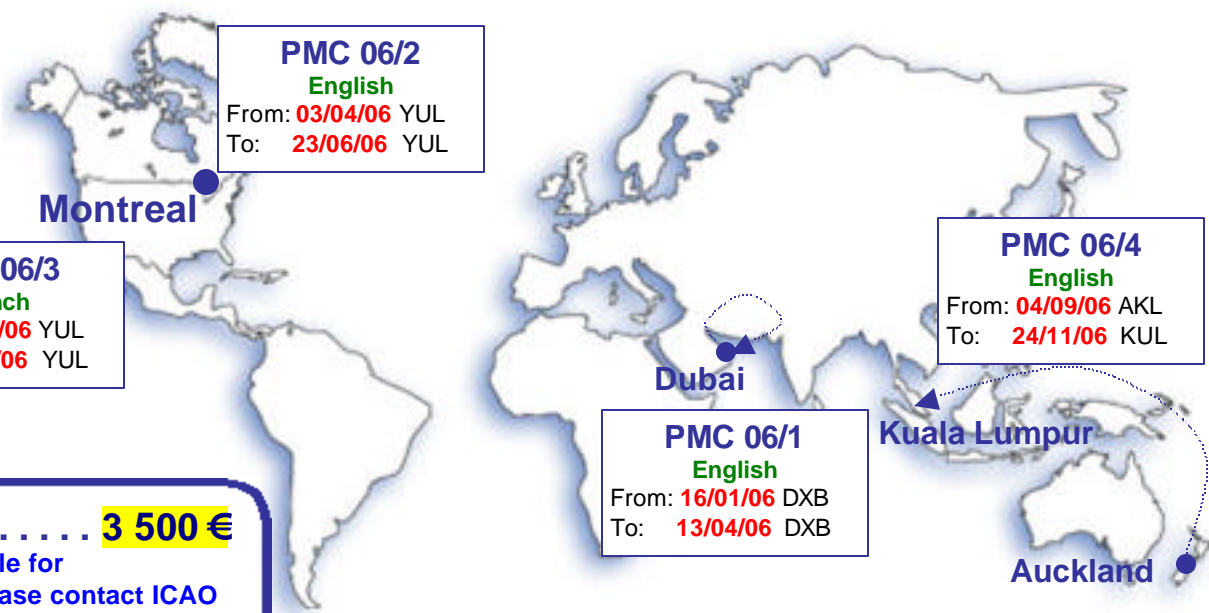 PMC 06/2
English
From: 03/04/06 YUL
To: 23/06/06 YUL
Montreal
06/3
/06 YUL
/06 YUL
PMC 06/4
English
From: 04/09/06 AKL
To: 24/11/06 KUL
Dubai
Kuala Lumpur
PMC 06/1
English
From: 16/01/06 DXB
To: 13/04/06 DXB
Auckland
. . . . . 3 500 €
le for
ase contact ICAO